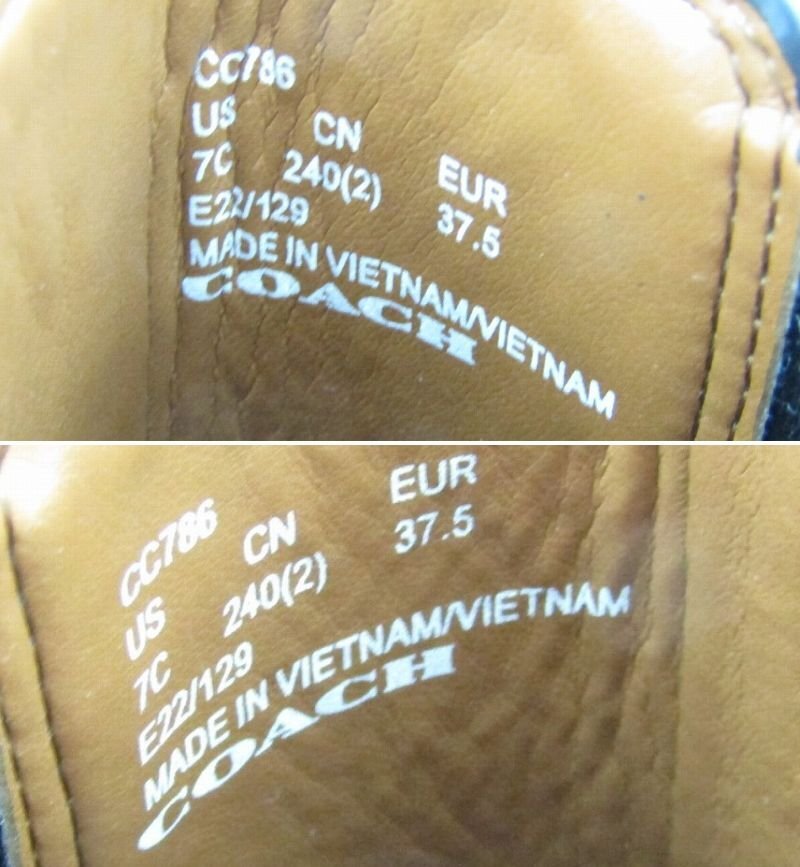 CC786
US CN EUR
7C 240(2) 37.5
E22/129
MADE IN VIETNAM/VIETNAM
COACH
CC786
US CN EUR
7C 240(2) 37.5
E22/129
MADE IN VIETNAM/VIETNAM
COACH